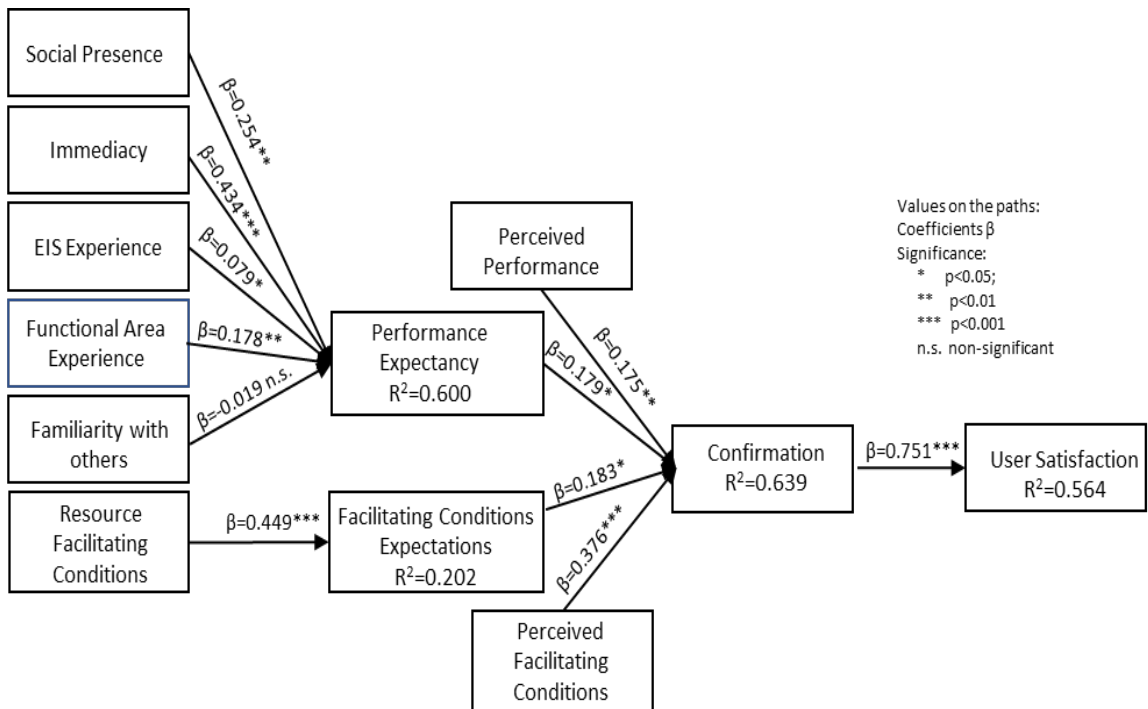 Social Presence
β=0.254**
Immediacy
β=0.434***
EIS Experience
β=0.079*
Functional Area
Experience
β=0.178**
Familiarity with
others
β=-0.019 n.s.
Resource
Facilitating
Conditions
β=0.449***
Performance
Expectancy
R²=0.600
Facilitating Conditions
Expectations
R²=0.202
Perceived
Performance
β=0.175**
β=0.179*
β=0.183*
β=0.376***
Perceived
Facilitating
Conditions
Confirmation
R²=0.639
β=0.751***
User Satisfaction
R²=0.564
Values on the paths:
Coefficients β
Significance:
* p<0.05;
** p<0.01
*** p<0.001
n.s. non-significant